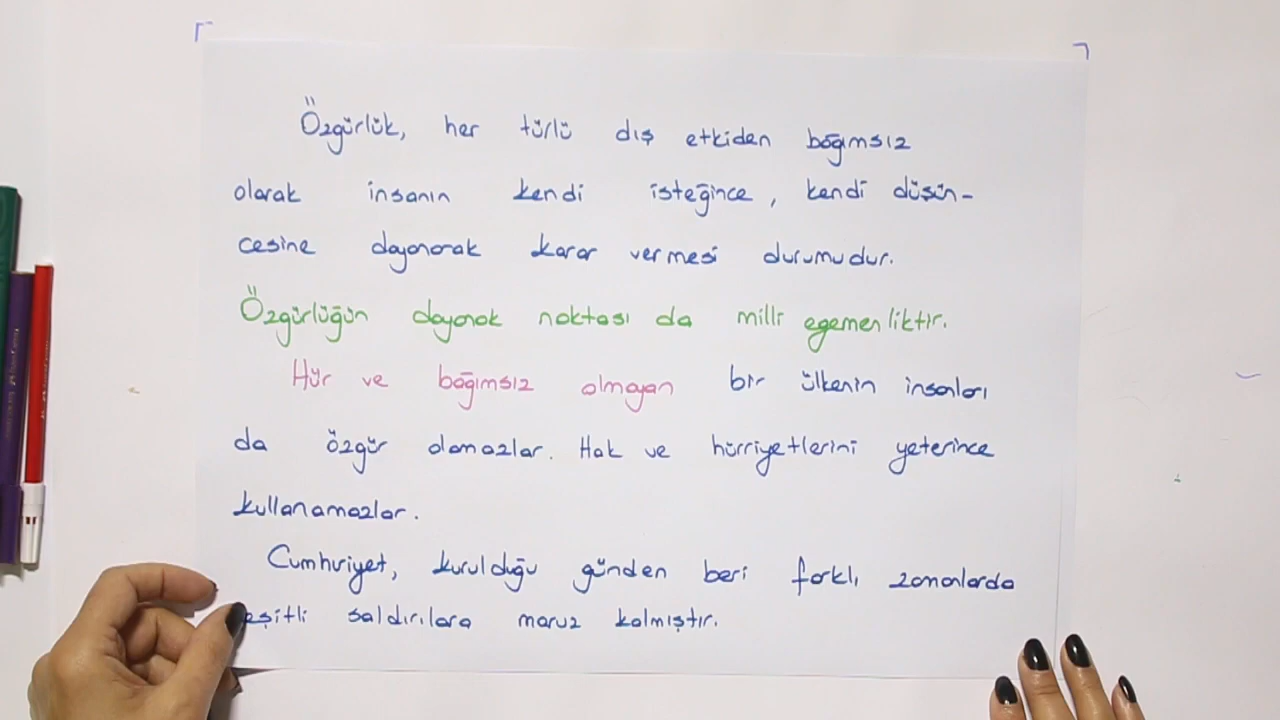 Özgürlük, her türlü dış etkiden bağımsız
olarak insanın kendi isteğince, kendi düşün-
cesine dayanarak karar vermesi durumudur.
Özgürlüğün dayanak noktası da milli egemenliktir.
Hür ve bağımsız olmayan bir ülkenin insanları
da özgür olamazlar. Hak ve hürriyetlerini yeterince
kullanamazlar.
Cumhuriyet, kurulduğu günden beri farklı zamanlarda
eşitli saldırılara maruz kalmıştır.